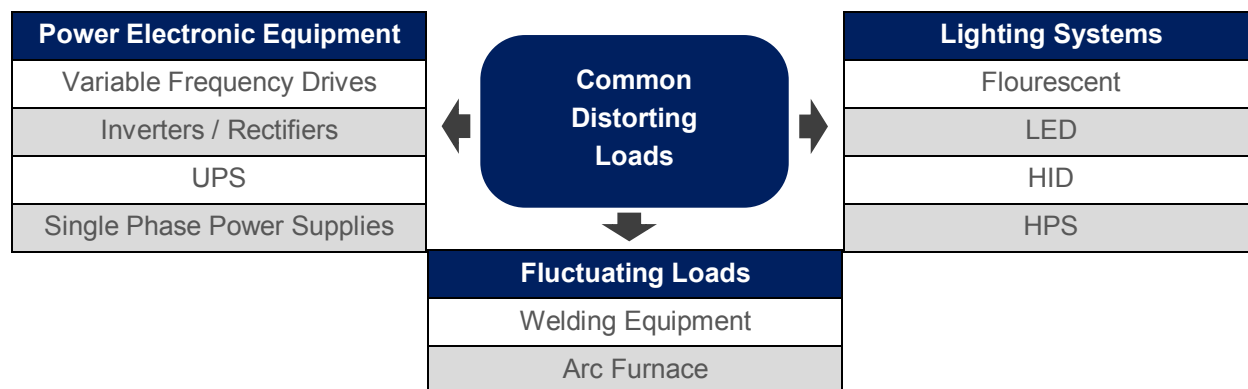 Power Electronic Equipment
Variable Frequency Drives
Inverters / Rectifiers
UPS
Single Phase Power Supplies
Common
Distorting
Loads
Lighting Systems
Flourescent
LED
HID
HPS
Fluctuating Loads
Welding Equipment
Arc Furnace